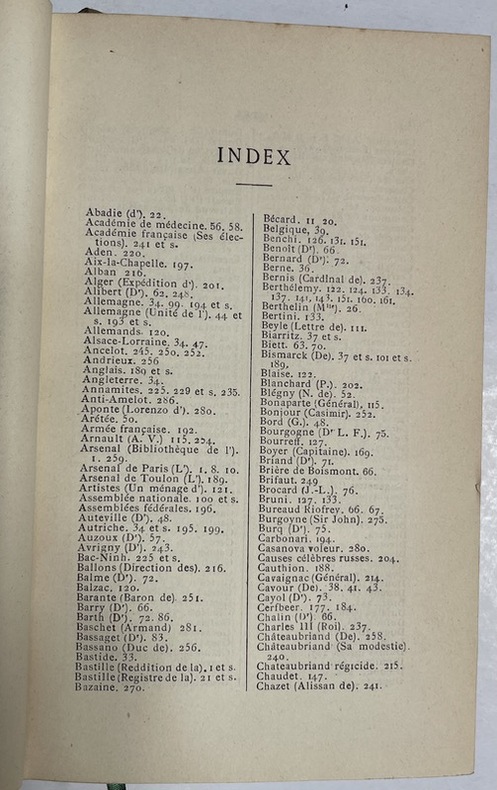 INDEX
Abadie (d'). 22.
Académie de médecine. 56. 58.
Académie française (Ses élec-
tions). 241 et s.
Aden. 220.
Aix-la-Chapelle. 197.
Alban 216.
Alger (Expédition d'). 201.
Alibert (Dr). 62. 248.
Allemagne. 34. 99. 194 et s.
Allemagne (Unité de l'). 44 et
s. 193 et s.
Allemands. 120.
Alsace-Lorraine. 34. 47.
Ancelot. 245. 250. 252.
Andrieux. 256
Anglais. 189 et s.
Angleterre. 34.
Annamites. 225. 229 et s. 235.
Anti-Amelot. 286.
Aponte (Lorenzo d'). 280.
Arétée. 50.
Armée française. 192.
Arnault (A. V.) 115. 254.
Arsenal (Bibliothèque de l').
1. 259.
Arsenal de Paris (L'). 1. 8. 10.
Arsenal de Toulon (L'). 189.
Artistes (Un ménage d'). 121.
Assemblée nationale. 100 et s.
Assemblées fédérales. 196.
Auteville (D'). 48.
Autriche. 34 et s. 195. 199.
Auzoux (Dr). 57.
Avrigny (D'). 243.
Bac-Ninh. 225 et s.
Ballons (Direction des). 216.
Balme (Dr). 72.
Balzac. 120.
Barante (Baron de). 251.
Barry (Dr). 66.
Barth (Dr). 72. 86.
Baschet (Armand) 281.
Bassaget (Dr). 83.
Bassano (Duc de). 256.
Bastide. 33.
Bastille (Reddition de la). 1 et s.
Bastille (Registre de la). 21 et s.
Bazaine. 270.
Bécard. 11 20.
Belgique, 39.
Benchi. 126. 131. 151.
Benoît (Dr). 66.
Bernard (Dr). 72.
Berne. 36.
Bernis (Cardinal de). 237.
Berthélemy. 122. 124. 133. 134.
137. 141, 143. 151. 160. 161.
Berthelin (Mlle). 26.
Bertini. 133.
Beyle (Lettre de). 111.
Biarritz. 37 et s.
Biett. 63. 70.
Bismarck (De). 37 et s. 101 et s.
189.
Blaise. 122.
Blanchard (P.). 202.
Blégny (N. de). 52.
Bonaparte (Général). 115.
Bonjour (Casimir). 252.
Bord (G.). 48.
Bourgogne (Dr L. F.). 75.
Bourreff. 127.
Boyer (Capitaine). 169.
Briand (Dr). 71.
Brière de Boismont. 66.
Brifaut. 249
Brocard (J.-L.). 76.
Bruni. 127. 133.
Bureaud Riofrey. 66. 67.
Burgoyne (Sir John). 275.
Burq (Dr). 75.
Carbonari. 194.
Casanova voleur. 280.
Causes célèbres russes. 204.
Cauthion. 188.
Cavaignac (Général). 214.
Cavour (De). 38. 41. 43.
Cayol (Dr). 73.
Cerfbeer. 177. 184.
Chalin (Dr). 66.
Charles III (Roi). 237.
Châteaubriand (De). 258.
Châteaubriand (Sa modestie).
240.
Chateaubriand régicide. 215.
Chaudet. 147.
Chazet (Alissan de). 241.